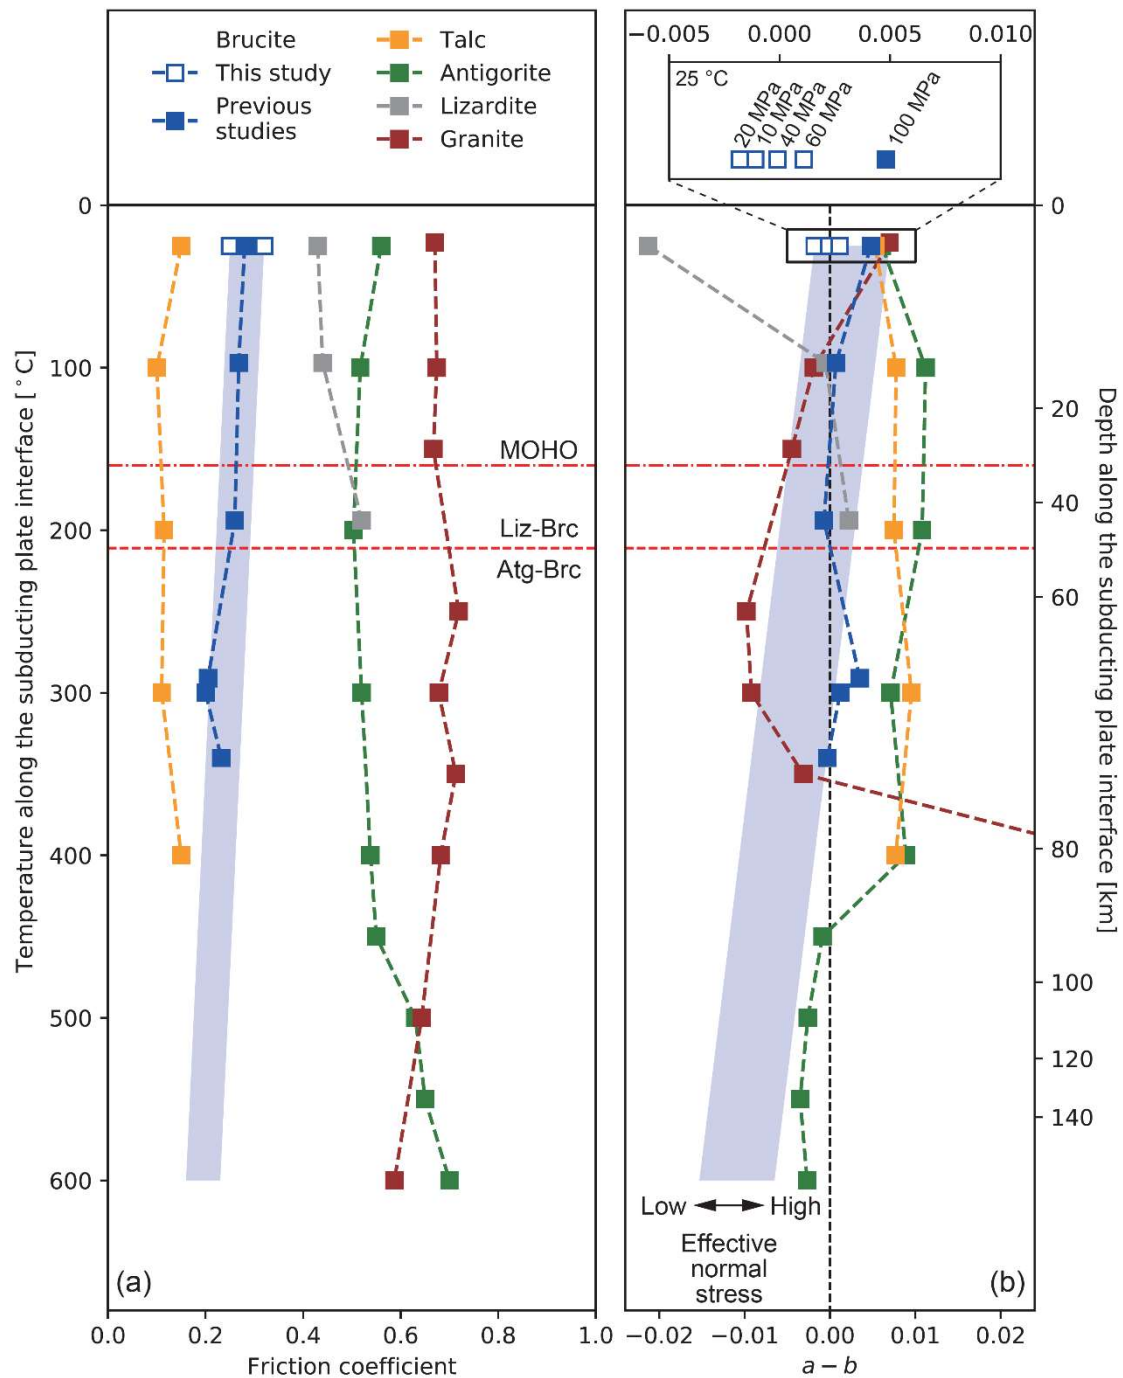 Brucite
This study
Previous
studies
Talc
Antigorite
Lizardite
Granite
−0.005 0.000 0.005 0.010
25 °C
20 MPa
10 MPa
40 MPa
60 MPa
100 MPa
0
100
200
300
400
500
600
Temperature along the subducting plate interface [°C]
MOHO
Liz-Brc
Atg-Brc
(a)
0.0 0.2 0.4 0.6 0.8 1.0
Friction coefficient
0
20
40
60
80
100
120
140
Depth along the subducting plate interface [km]
Low High
Effective
normal
stress
(b)
−0.02 −0.01 0.00 0.01 0.02
a − b